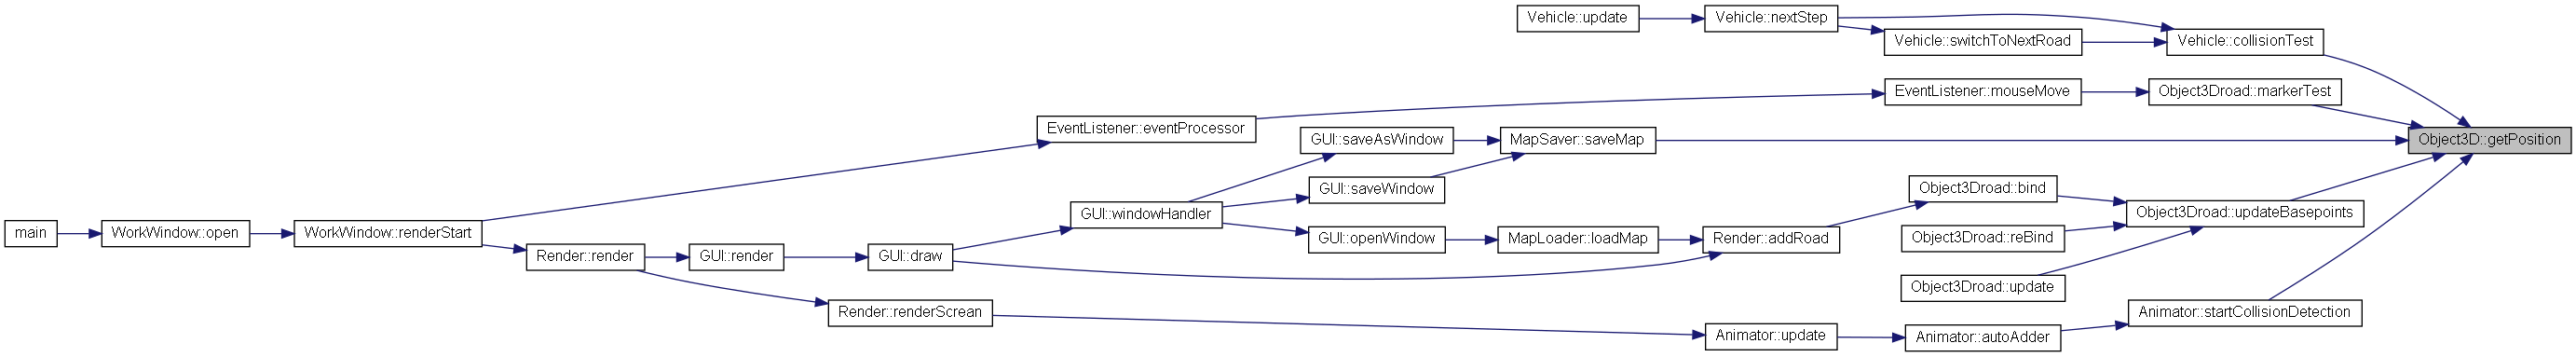 Vehicle::update
Vehicle::nextStep
Vehicle::switchToNextRoad
Vehicle::collisionTest
EventListener::mouseMove
Object3Droad::markerTest
EventListener::eventProcessor
GUI::saveAsWindow
MapSaver::saveMap
Object3D::getPosition
GUI::saveWindow
Object3Droad::bind
GUI::windowHandler
Object3Droad::updateBasepoints
main
WorkWindow::open
WorkWindow::renderStart
GUI::openWindow
MapLoader::loadMap
Render::addRoad
Object3Droad::reBind
Render::render
GUI::render
GUI::draw
Object3Droad::update
Render::renderScrean
Animator::startCollisionDetection
Animator::update
Animator::autoAdder